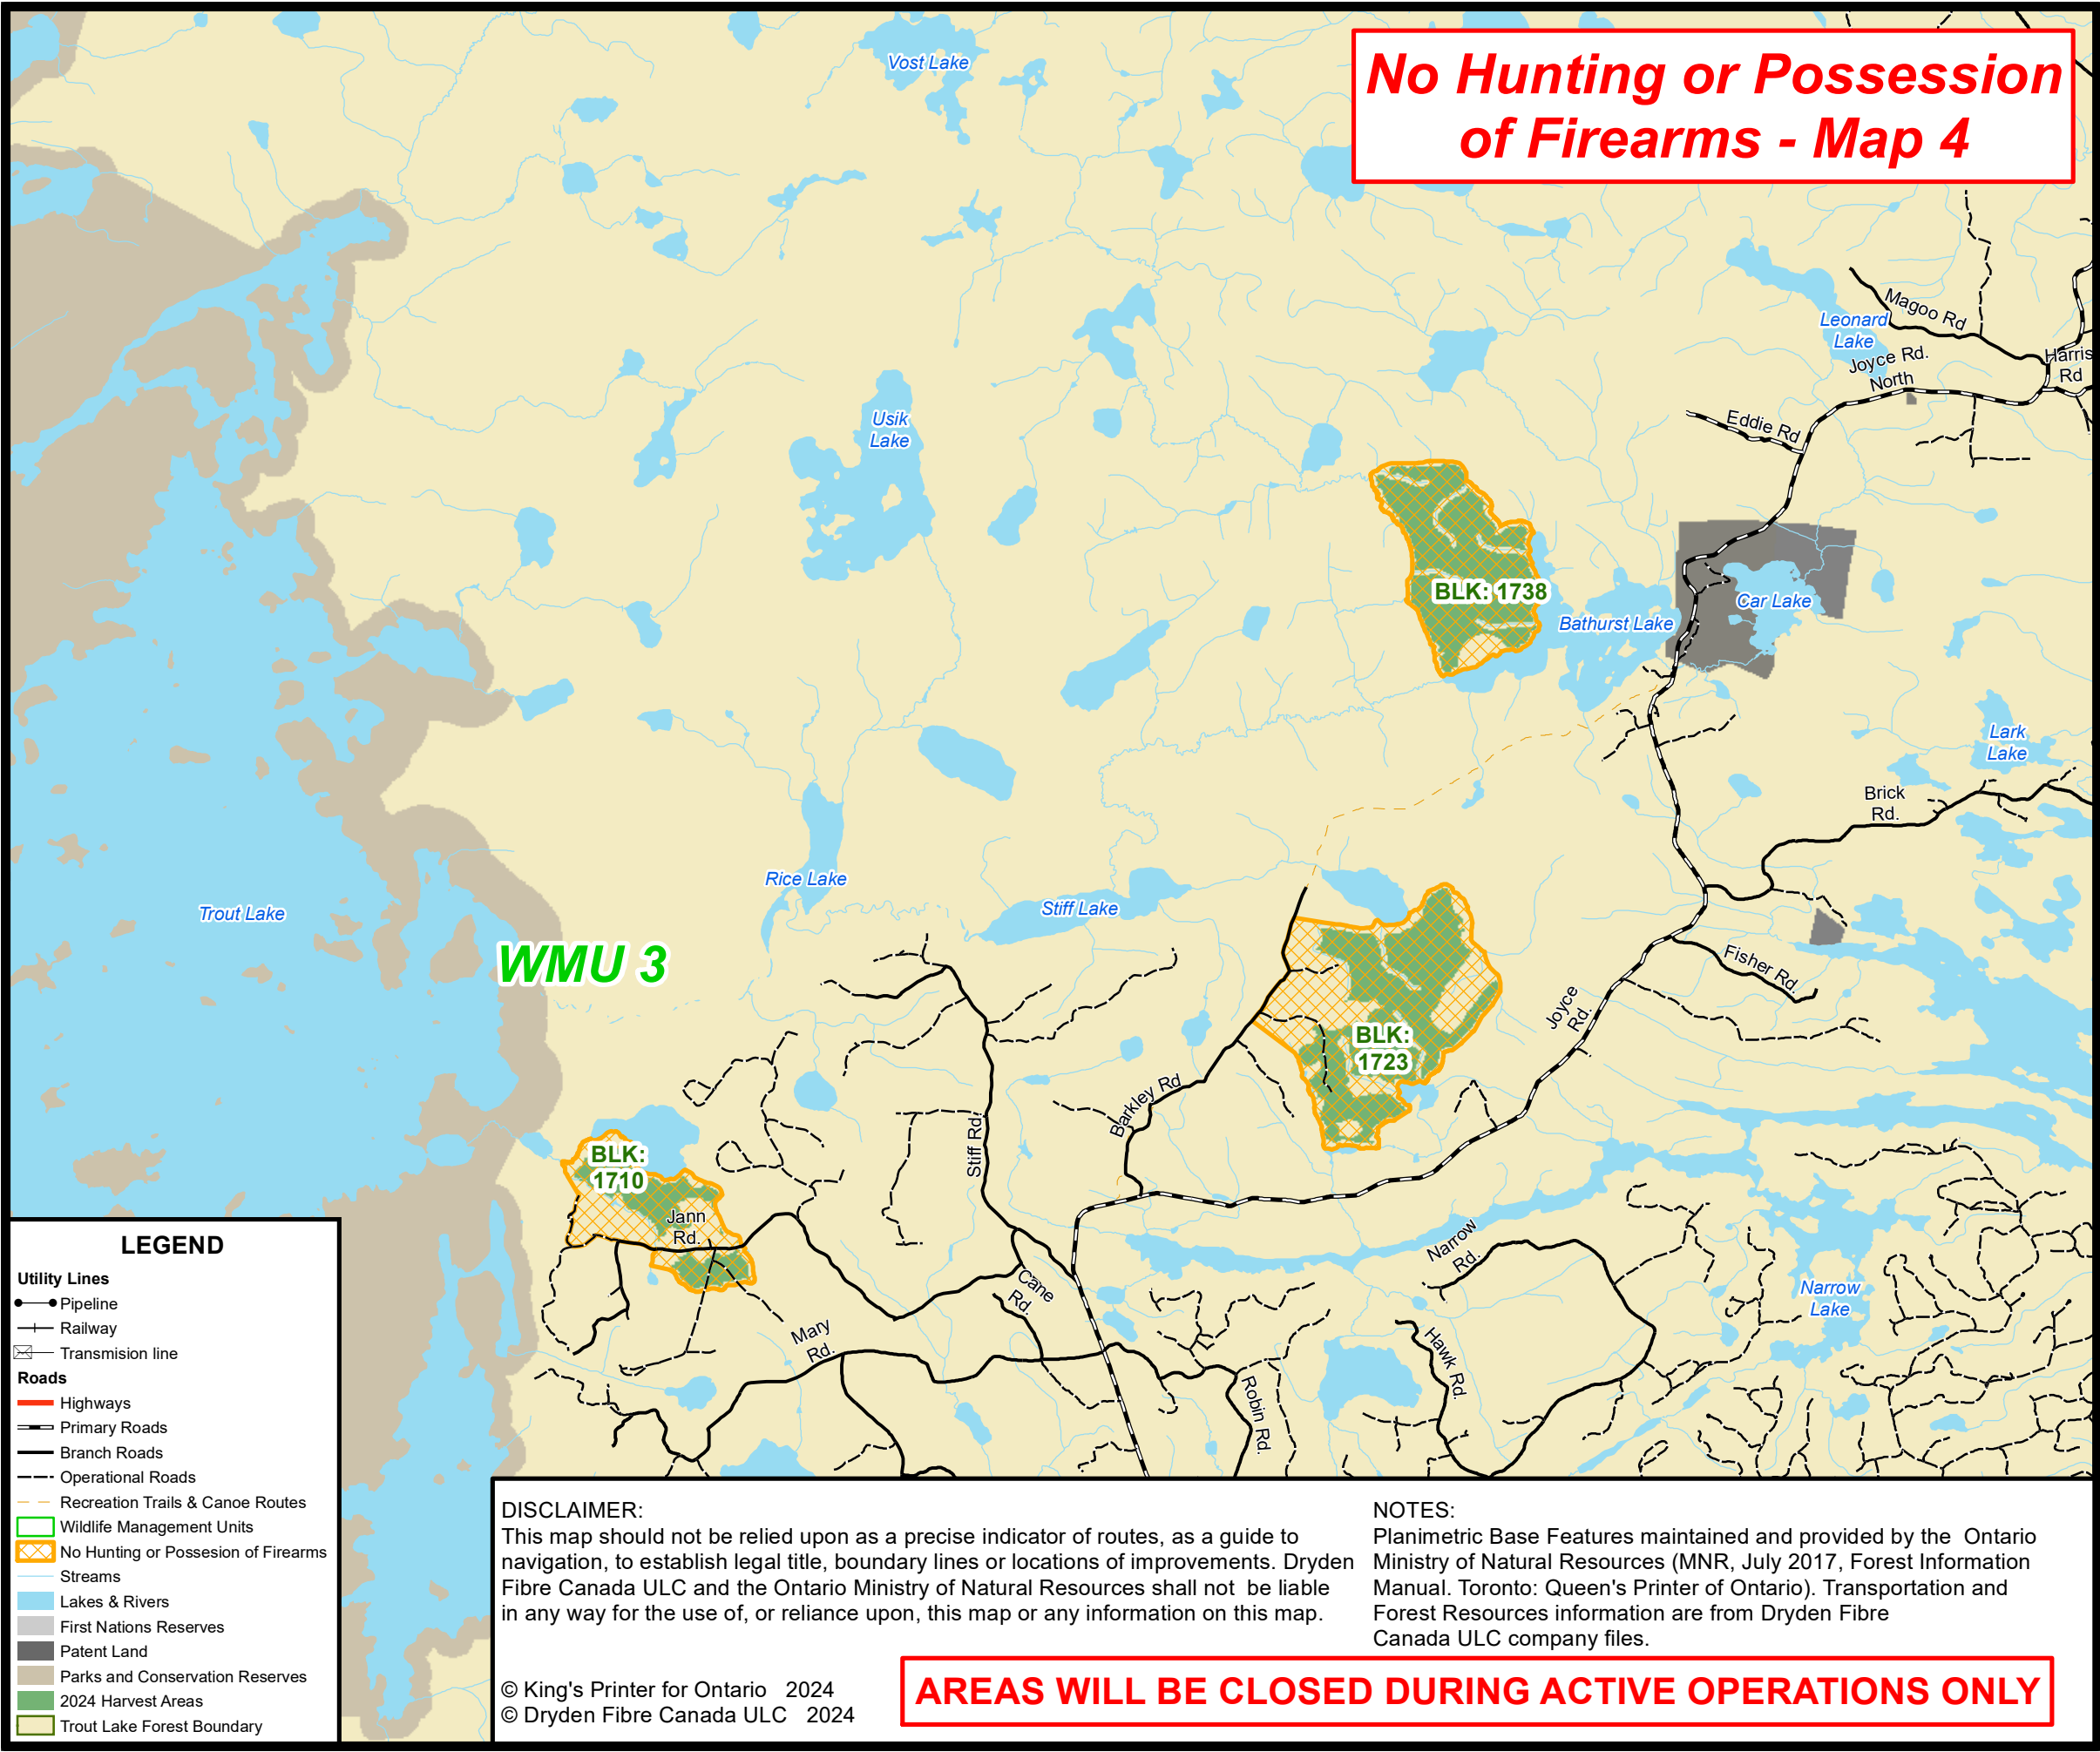 No Hunting or Possession
of Firearms - Map 4
Vost Lake
Leonard
Lake
Magoo Rd
Joyce Rd.
North
Harris
Rd
Eddie Rd
Usik
Lake
BLK: 1738
Bathurst Lake
Car Lake
Lark
Lake
Brick
Rd.
Rice Lake
Stiff Lake
Trout Lake
WMU 3
Fisher Rd.
Joyce
Rd.
BLK:
1723
Barkley Rd
Stiff Rd.
BLK:
1710
Jann
Rd.
Cane
Rd.
Narrow
Rd.
Narrow
Lake
Mary
Rd.
Hawk Rd.
Robin Rd.
LEGEND
Utility Lines
Pipeline
Railway
Transmision line
Roads
Highways
Primary Roads
Branch Roads
Operational Roads
Recreation Trails & Canoe Routes
Wildlife Management Units
No Hunting or Possesion of Firearms
Streams
Lakes & Rivers
First Nations Reserves
Patent Land
Parks and Conservation Reserves
2024 Harvest Areas
Trout Lake Forest Boundary
DISCLAIMER:
This map should not be relied upon as a precise indicator of routes, as a guide to
navigation, to establish legal title, boundary lines or locations of improvements. Dryden
Fibre Canada ULC and the Ontario Ministry of Natural Resources shall not be liable
in any way for the use of, or reliance upon, this map or any information on this map.
© King's Printer for Ontario 2024
© Dryden Fibre Canada ULC 2024
NOTES:
Planimetric Base Features maintained and provided by the Ontario
Ministry of Natural Resources (MNR, July 2017, Forest Information
Manual. Toronto: Queen's Printer of Ontario). Transportation and
Forest Resources information are from Dryden Fibre
Canada ULC company files.
AREAS WILL BE CLOSED DURING ACTIVE OPERATIONS ONLY